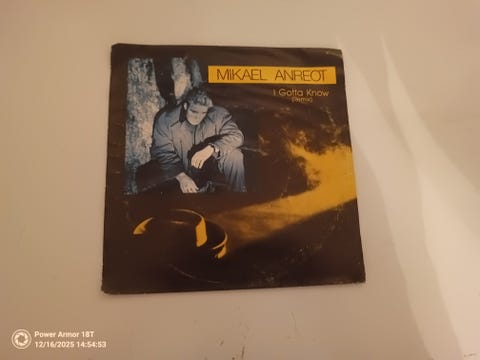 MIKAEL ANREOT
I Gotta Know
(Remix)
Power Armor 18T
12/16/2025 14:54:53